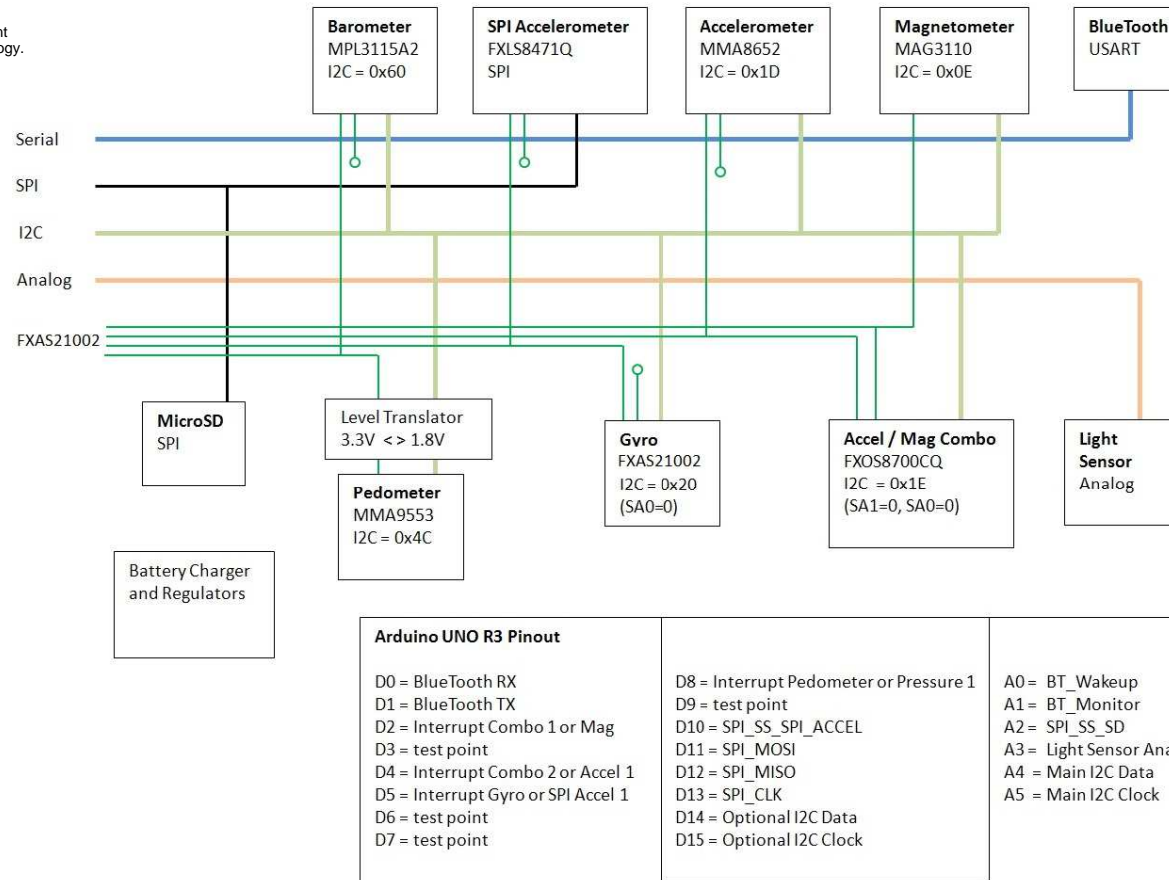 nt
ogy.
Barometer
MPL3115A2
I2C = 0x60
SPI Accelerometer
FXLS8471Q
SPI
Accelerometer
MMA8652
I2C = 0x1D
Magnetometer
MAG3110
I2C = 0x0E
BlueTooth
USART
Serial
SPI
I2C
Analog
FXAS21002
MicroSD
SPI
Level Translator
3.3V <> 1.8V
Pedometer
MMA9553
I2C = 0x4C
Gyro
FXAS21002
I2C = 0x20
(SA0=0)
Accel / Mag Combo
FXOS8700CQ
I2C = 0x1E
(SA1=0, SA0=0)
Light
Sensor
Analog
Battery Charger
and Regulators
Arduino UNO R3 Pinout
D0 = BlueTooth RX
D1 = BlueTooth TX
D2 = Interrupt Combo 1 or Mag
D3 = test point
D4 = Interrupt Combo 2 or Accel 1
D5 = Interrupt Gyro or SPI Accel 1
D6 = test point
D7 = test point
D8 = Interrupt Pedometer or Pressure 1
D9 = test point
D10 = SPI_SS_SPI_ACCEL
D11 = SPI_MOSI
D12 = SPI_MISO
D13 = SPI_CLK
D14 = Optional I2C Data
D15 = Optional I2C Clock
A0 = BT_Wakeup
A1 = BT_Monitor
A2 = SPI_SS_SD
A3 = Light Sensor Ana
A4 = Main I2C Data
A5 = Main I2C Clock